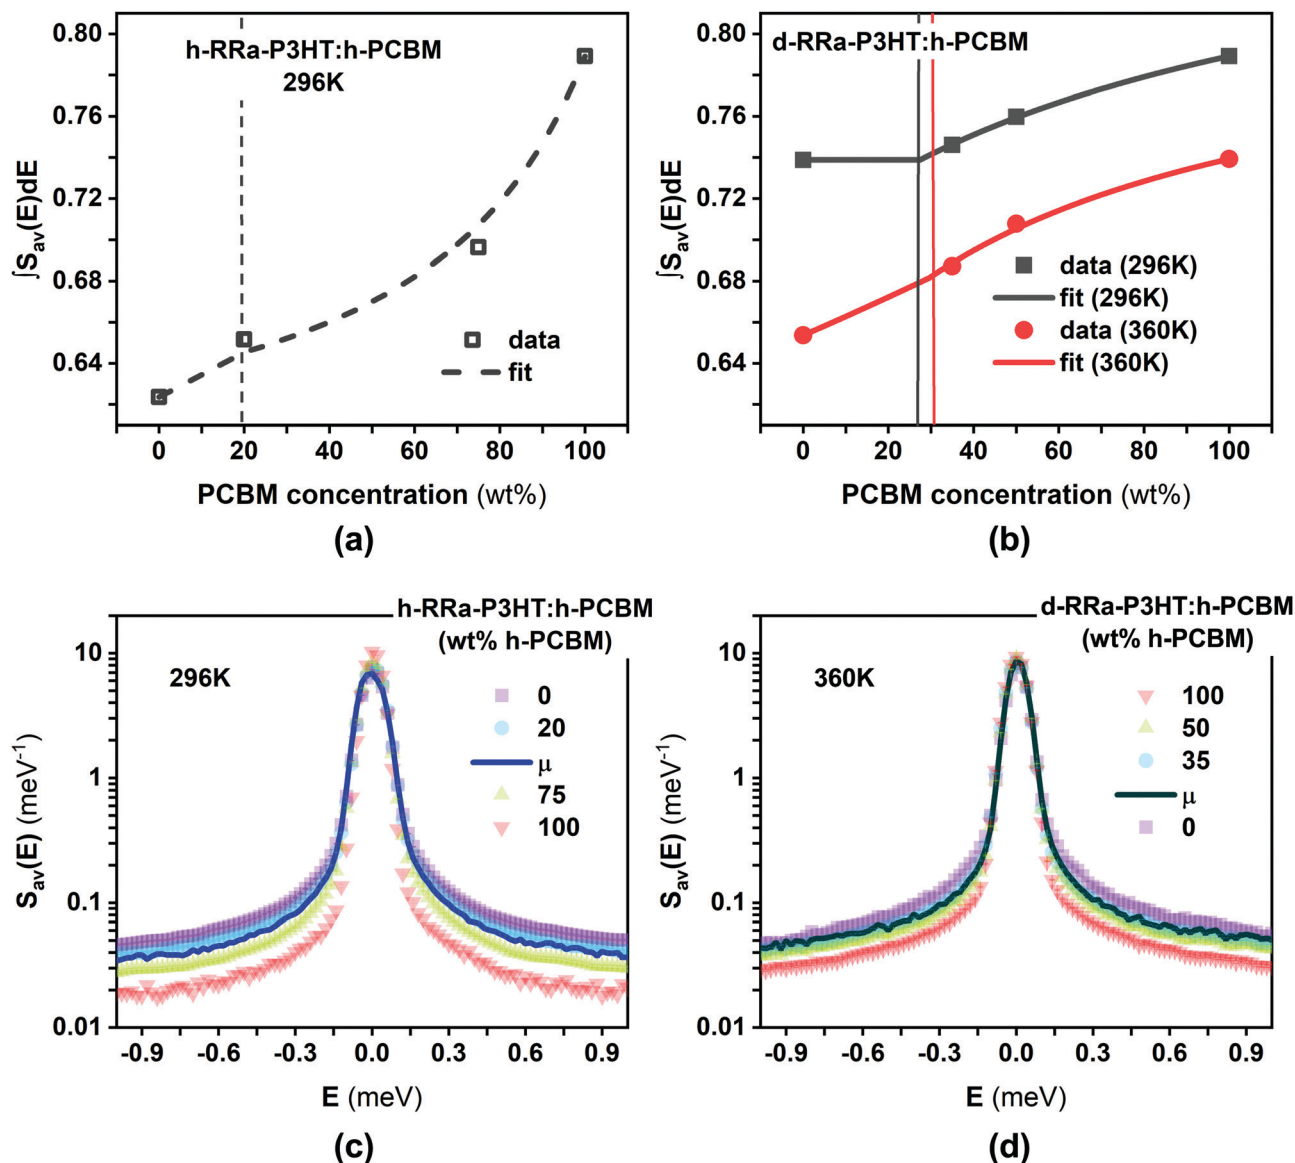 h-RRa-P3HT:h-PCBM
296K
0.80
0.76
0.72
0.68
0.64
∫S_av(E)dE
data
fit
0 20 40 60 80 100
PCBM concentration (wt%)
(a)
d-RRa-P3HT:h-PCBM
0.80
0.76
0.72
0.68
0.64
∫S_av(E)dE
data (296K)
fit (296K)
data (360K)
fit (360K)
0 20 40 60 80 100
PCBM concentration (wt%)
(b)
h-RRa-P3HT:h-PCBM
(wt% h-PCBM)
296K
0
20
μ
75
100
10
1
0.1
0.01
S_av(E) (meV⁻¹)
-0.9 -0.6 -0.3 0.0 0.3 0.6 0.9
E (meV)
(c)
d-RRa-P3HT:h-PCBM
(wt% h-PCBM)
360K
100
50
35
μ
0
10
1
0.1
0.01
S_av(E) (meV⁻¹)
-0.9 -0.6 -0.3 0.0 0.3 0.6 0.9
E (meV)
(d)